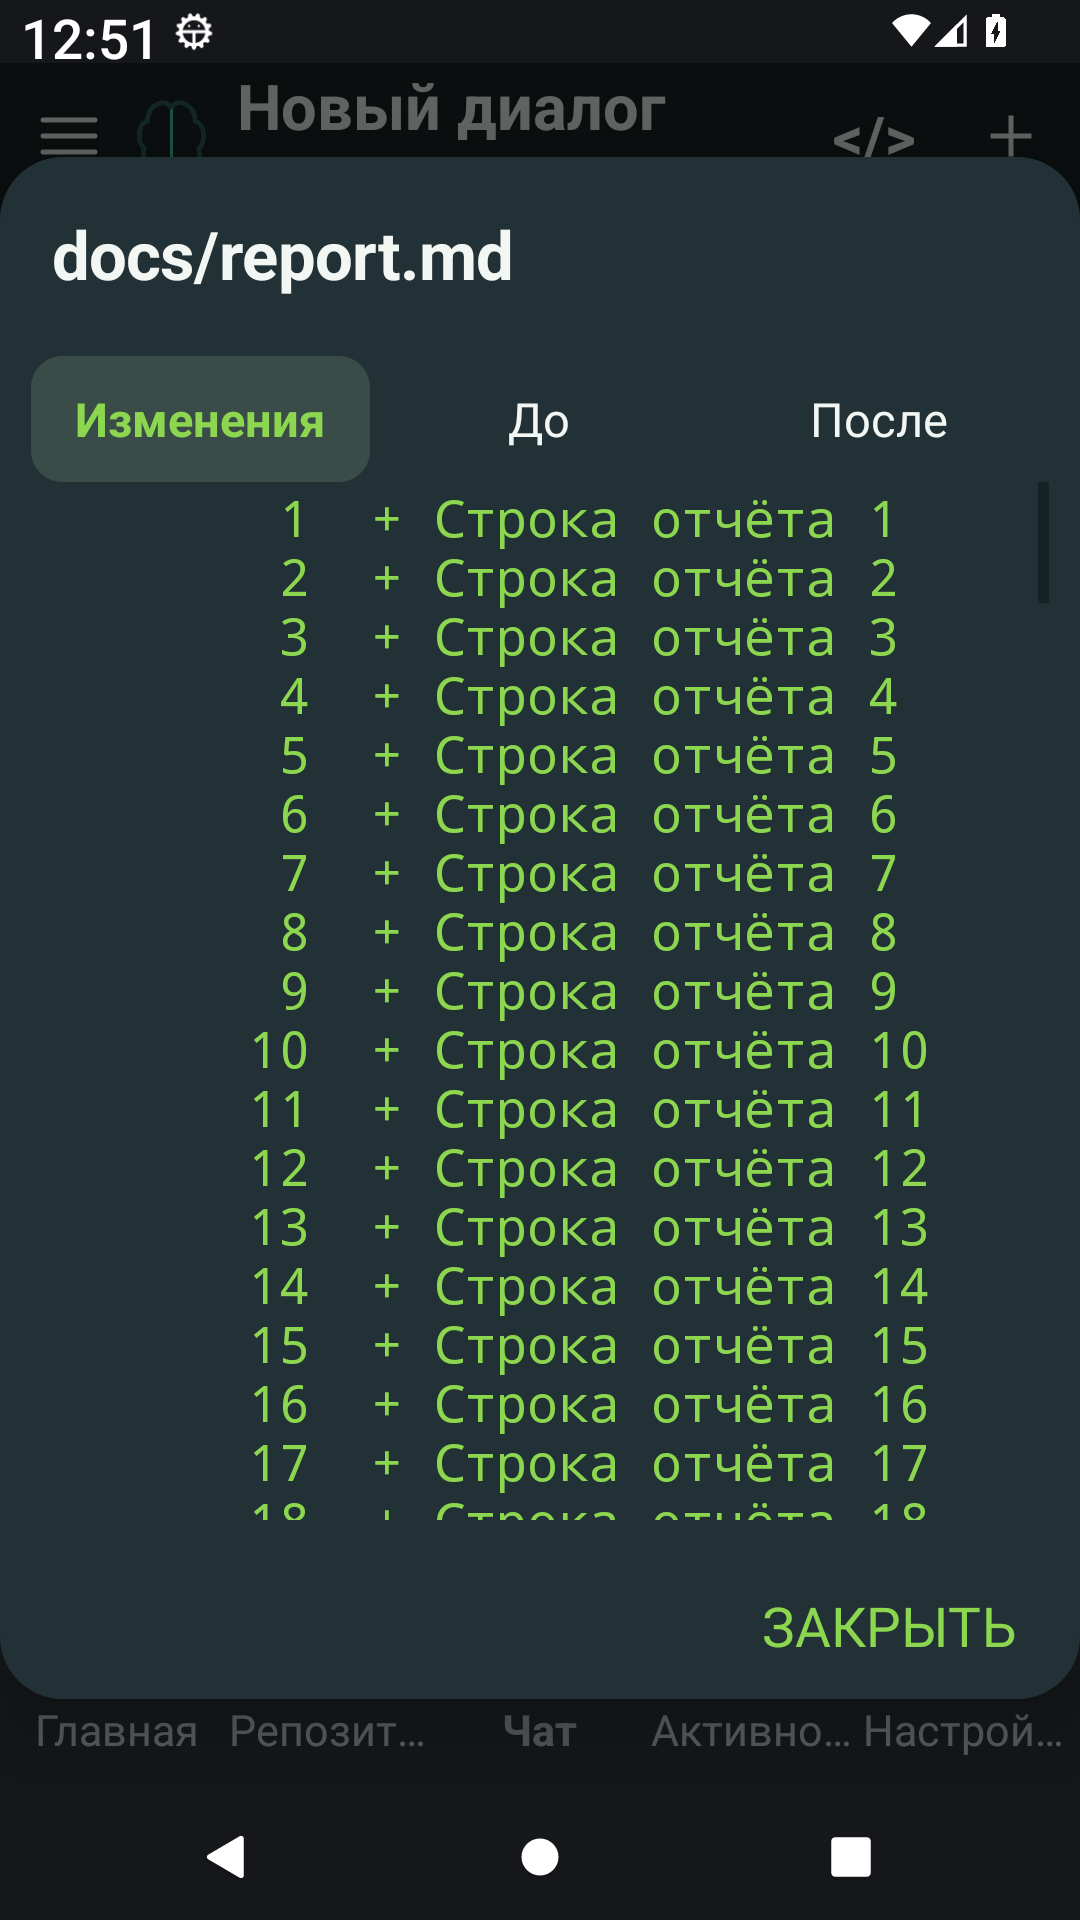 12:51
Новый диалог
</> +
docs/report.md
Изменения До После
1 + Строка отчёта 1
2 + Строка отчёта 2
3 + Строка отчёта 3
4 + Строка отчёта 4
5 + Строка отчёта 5
6 + Строка отчёта 6
7 + Строка отчёта 7
8 + Строка отчёта 8
9 + Строка отчёта 9
10 + Строка отчёта 10
11 + Строка отчёта 11
12 + Строка отчёта 12
13 + Строка отчёта 13
14 + Строка отчёта 14
15 + Строка отчёта 15
16 + Строка отчёта 16
17 + Строка отчёта 17
18 + Строка отчёта 18
ЗАКРЫТЬ
Главная Репозит... Чат Активно... Настрой...